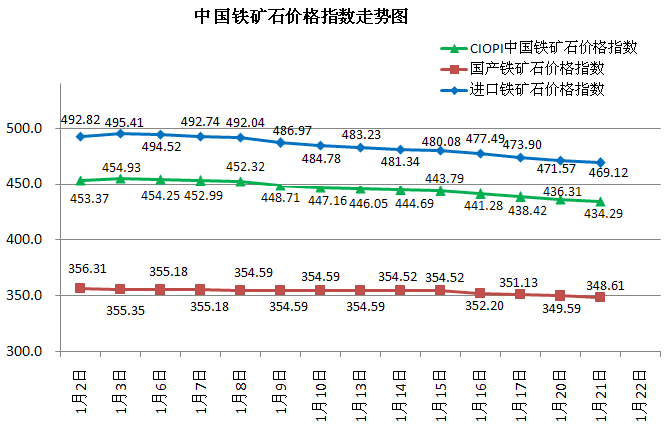 中国铁矿石价格指数走势图
CIOPI中国铁矿石价格指数
国产铁矿石价格指数
进口铁矿石价格指数
500.0
450.0
400.0
350.0
300.0
492.82 495.41 494.52 492.74 492.04 486.97 484.78 483.23 481.34 480.08 477.49 473.90 471.57 469.12
453.37 454.93 454.25 452.99 452.32 448.71 447.16 446.05 444.69 443.79 441.28 438.42 436.31 434.29
356.31 355.35 355.18 355.18 354.59 354.59 354.59 354.59 354.52 354.52 352.20 351.13 349.59 348.61
1月2日 1月3日 1月6日 1月7日 1月8日 1月9日 1月10日 1月13日 1月14日 1月15日 1月16日 1月17日 1月20日 1月21日 1月22日